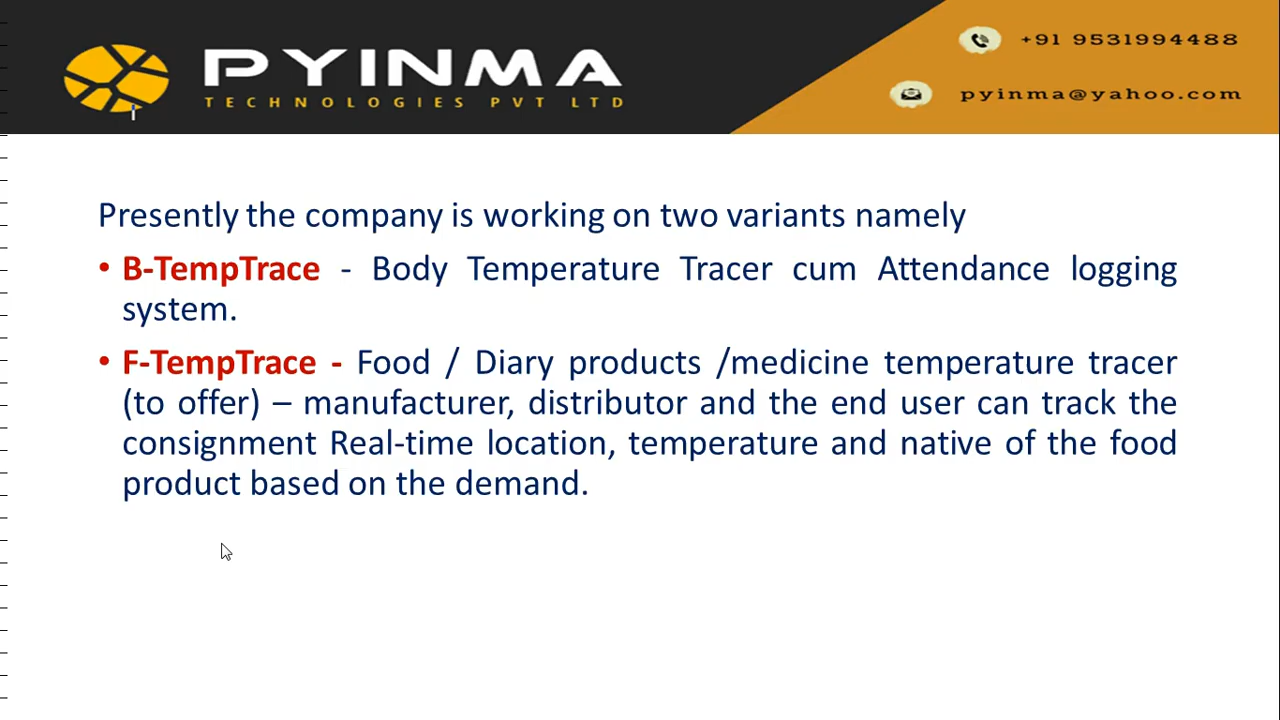 PYINMA
TECHNOLOGIES PVT LTD
+91 9531994488
pyinma@yahoo.com
Presently the company is working on two variants namely
• B-TempTrace - Body Temperature Tracer cum Attendance logging
system.
• F-TempTrace - Food / Diary products /medicine temperature tracer
(to offer) – manufacturer, distributor and the end user can track the
consignment Real-time location, temperature and native of the food
product based on the demand.